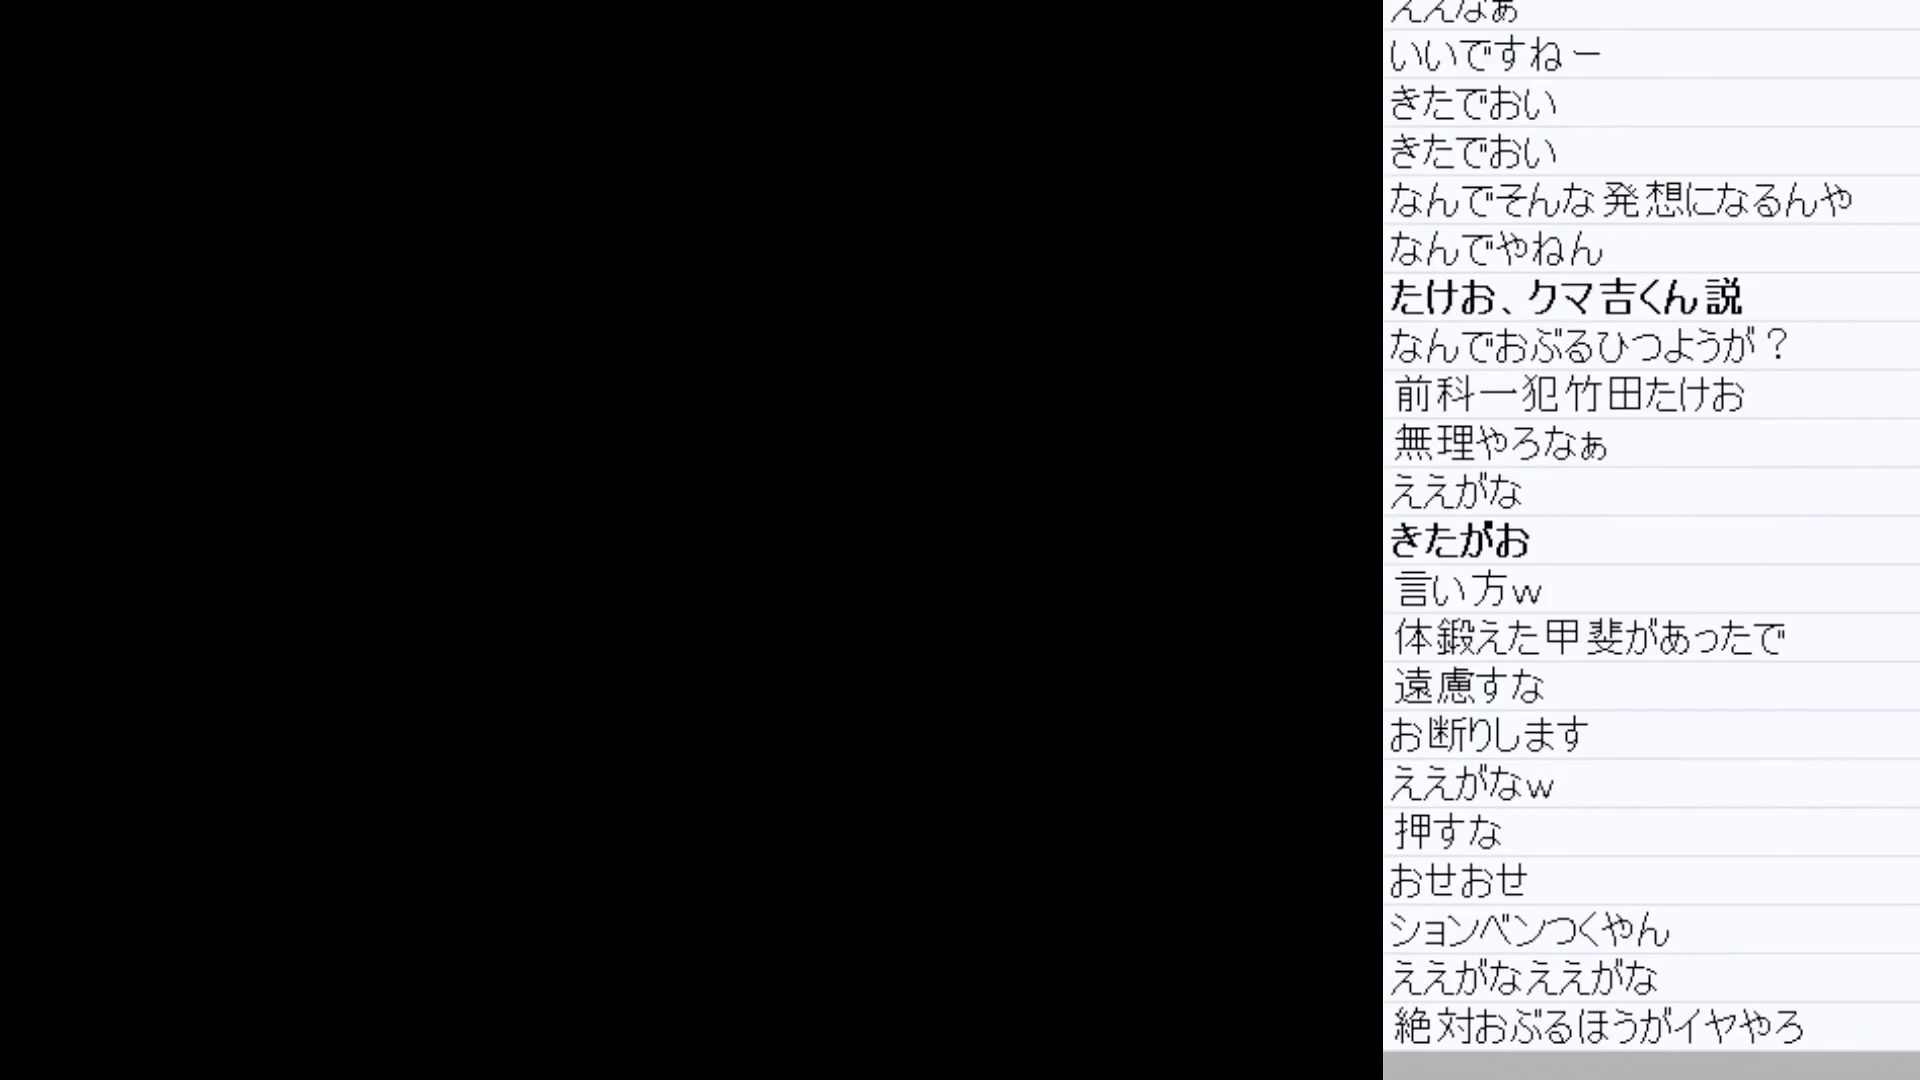 ええなぁ
いいですねー
きたでおい
きたでおい
なんでそんな発想になるんや
なんでやねん
たけお、クマ吉くん説
なんでおぶるひつようが？
前科一犯竹田たけお
無理やろなぁ
ええがな
きたがお
言い方ｗ
体鍛えた甲斐があったで
遠慮すな
お断りします
ええがなｗ
押すな
おせおせ
ションベンつくやん
ええがなええがな
絶対おぶるほうがイヤやろ